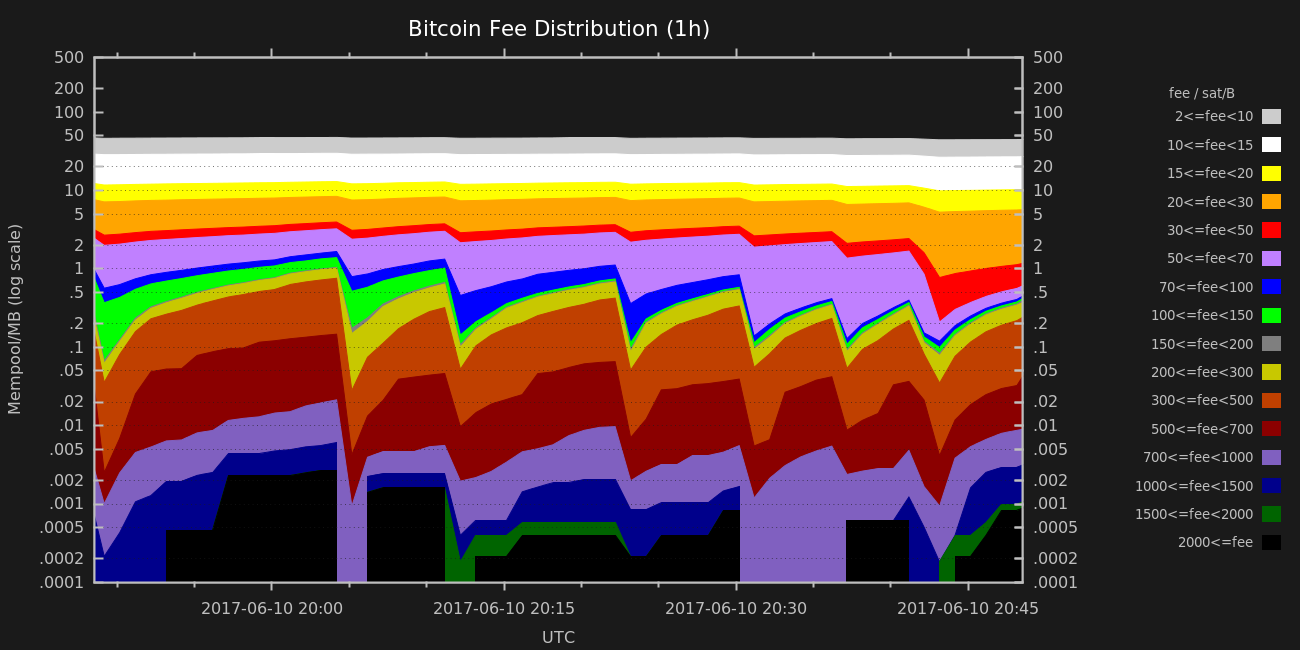 Bitcoin Fee Distribution (1h)
Mempool/MB (log scale)
500
200
100
50
20
10
5
2
1
.5
.2
.1
.05
.02
.01
.005
.002
.001
.0005
.0002
.0001
500
200
100
50
20
10
5
2
1
.5
.2
.1
.05
.02
.01
.005
.002
.001
.0005
.0002
.0001
2017-06-10 20:00
2017-06-10 20:15
2017-06-10 20:30
2017-06-10 20:45
UTC
fee / sat/B
2<=fee<10
10<=fee<15
15<=fee<20
20<=fee<30
30<=fee<50
50<=fee<70
70<=fee<100
100<=fee<150
150<=fee<200
200<=fee<300
300<=fee<500
500<=fee<700
700<=fee<1000
1000<=fee<1500
1500<=fee<2000
2000<=fee